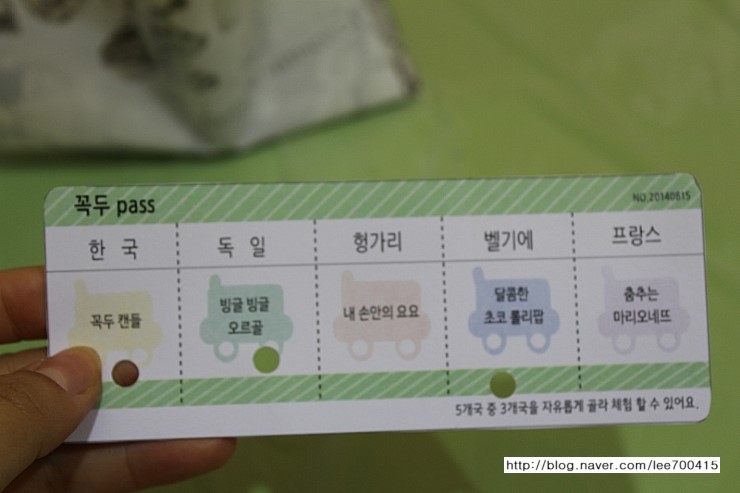 꼭두 pass
NO.20140815
한 국
독 일
헝가리
벨기에
프랑스
꼭두 캔들
빙글 빙글
오르골
내 손안의 요요
달콤한
초코 롤리팝
춤추는
마리오네뜨
5개국 중 3개국을 자유롭게 골라 체험 할 수 있어요.
http://blog.naver.com/lee700415